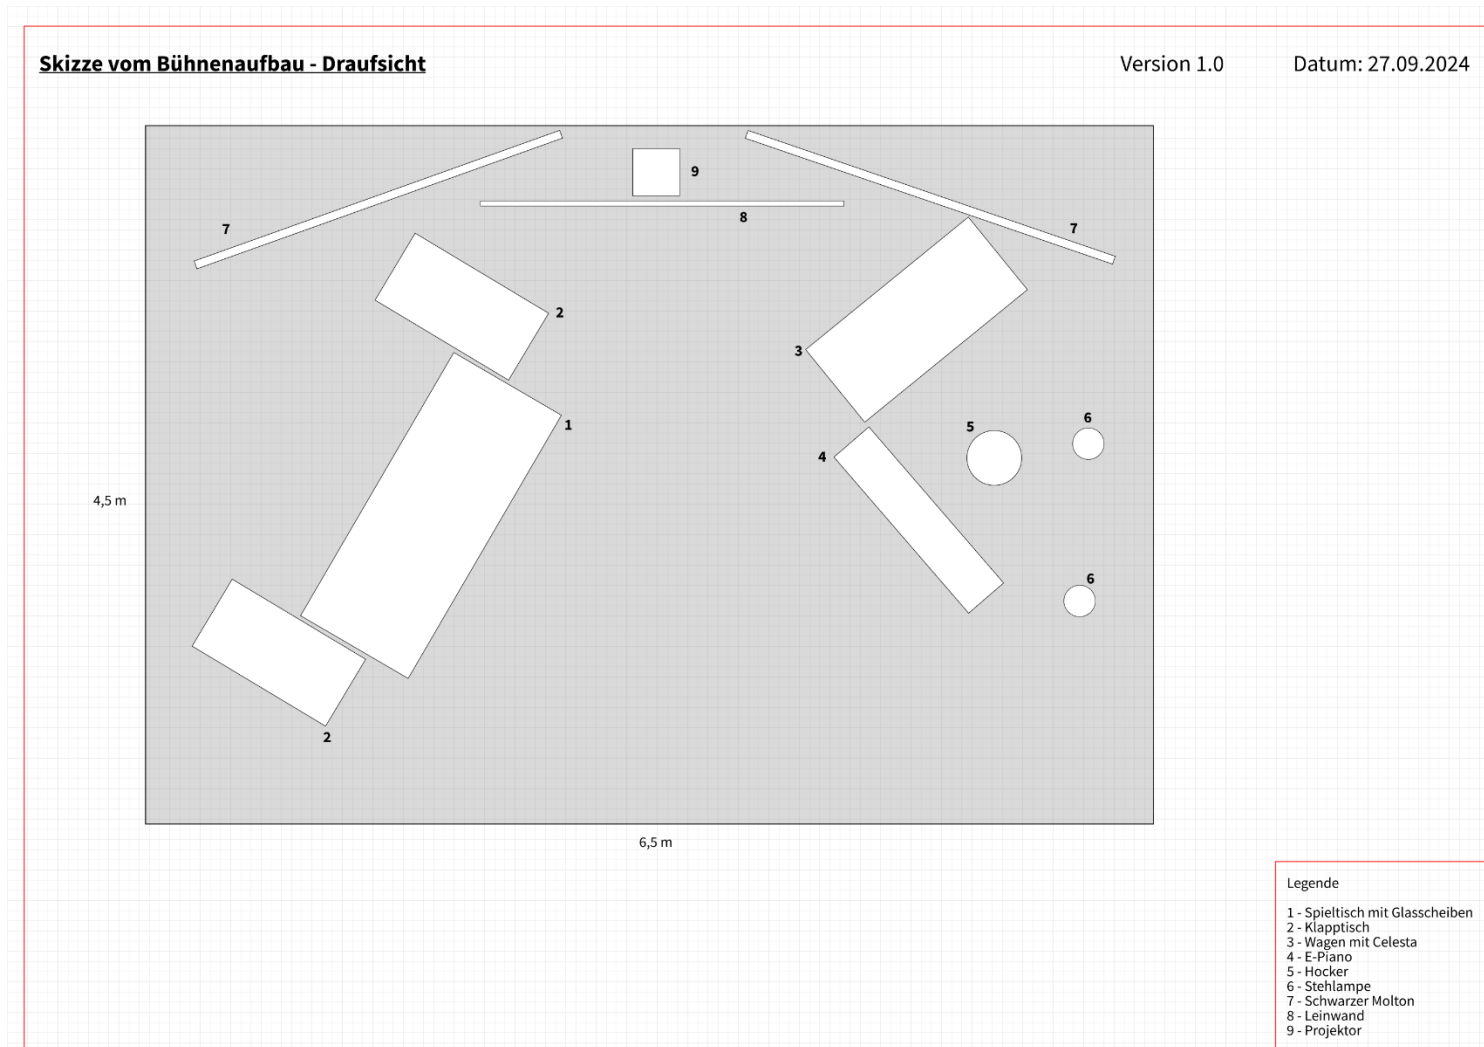 Skizze vom Bühnenaufbau - Draufsicht
Version 1.0
Datum: 27.09.2024
9
8
7
7
2
3
1
5
6
4
4,5 m
6
2
6,5 m
Legende
1 - Spieltisch mit Glasscheiben
2 - Klapptisch
3 - Wagen mit Celesta
4 - E-Piano
5 - Hocker
6 - Stehlampe
7 - Schwarzer Molton
8 - Leinwand
9 - Projektor